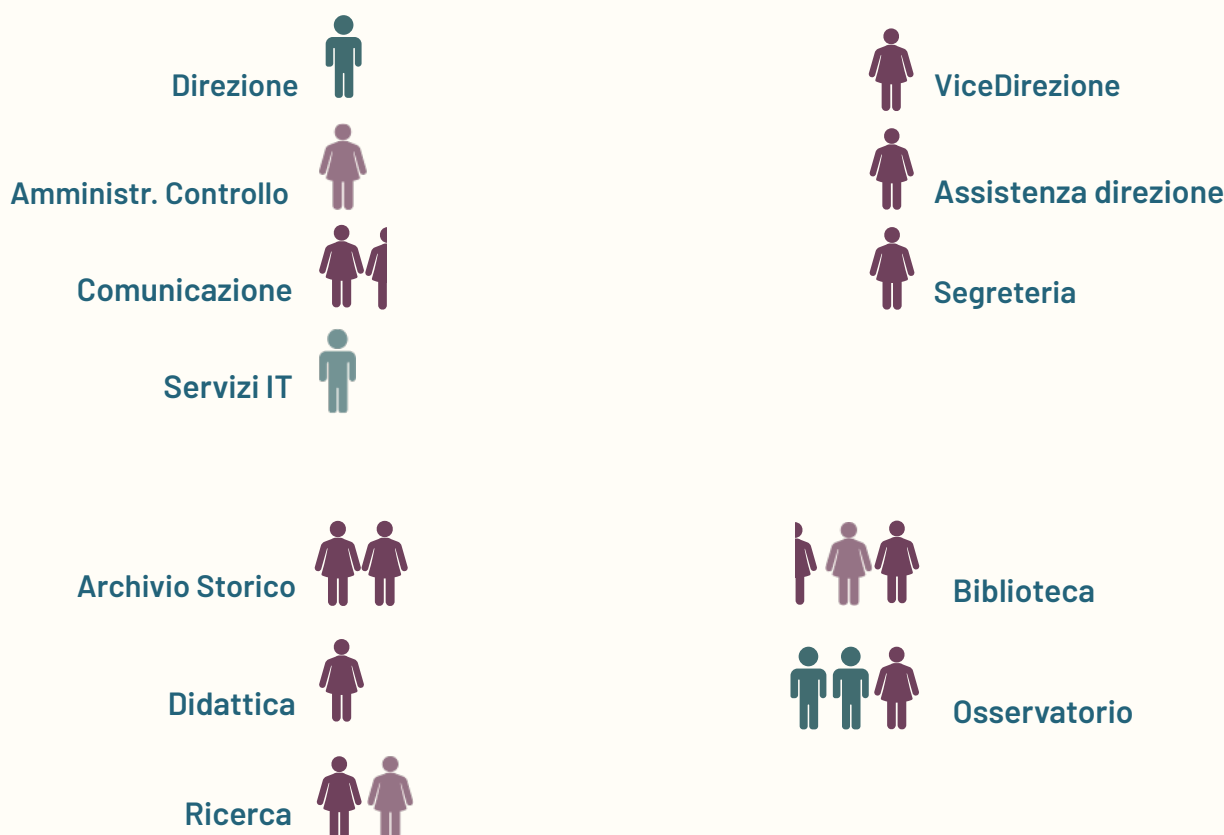 Direzione
ViceDirezione
Amministr. Controllo
Assistenza direzione
Comunicazione
Segreteria
Servizi IT
Archivio Storico
Biblioteca
Didattica
Osservatorio
Ricerca